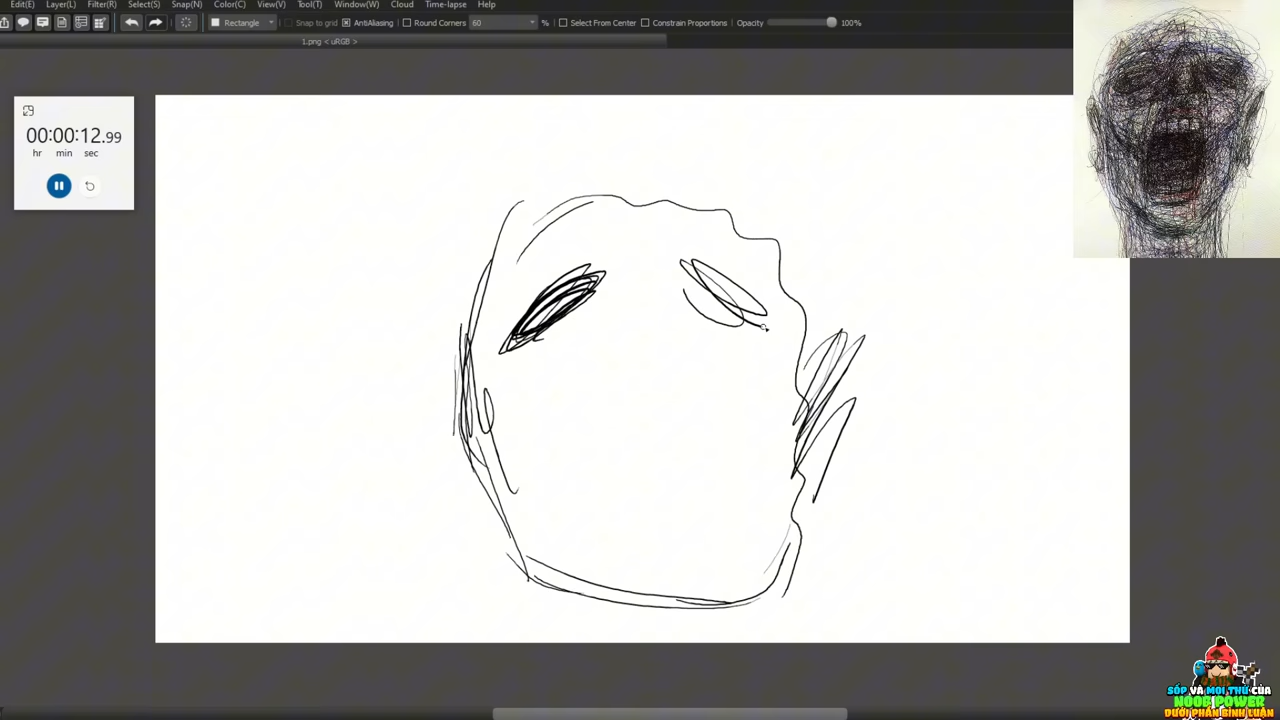 Edit(E) Layer(L) Filter(R) Select(S) Snap(N) Color(C) View(V) Tool(T) Window(W) Cloud Time-lapse Help
Rectangle Snap to grid AntiAliasing Round Corners 60 % Select From Center Constrain Proportions Opacity 100%
1.png < uRGB >
00:00:12.99
hr min sec
SỐP VÀ MỌI THỨ CỦA
NOOB POWER
DƯỚI PHẦN BÌNH LUẬN